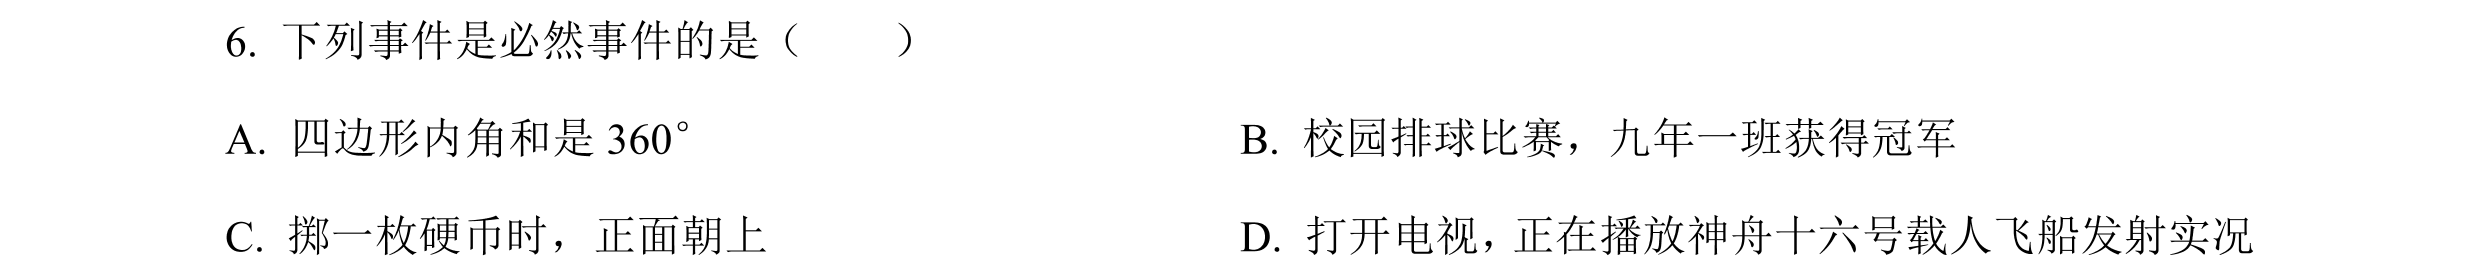 6. 下列事件是必然事件的是（　　）
A. 四边形内角和是 360° B. 校园排球比赛，九年一班获得冠军
C. 掷一枚硬币时，正面朝上 D. 打开电视，正在播放神舟十六号载人飞船发射实况